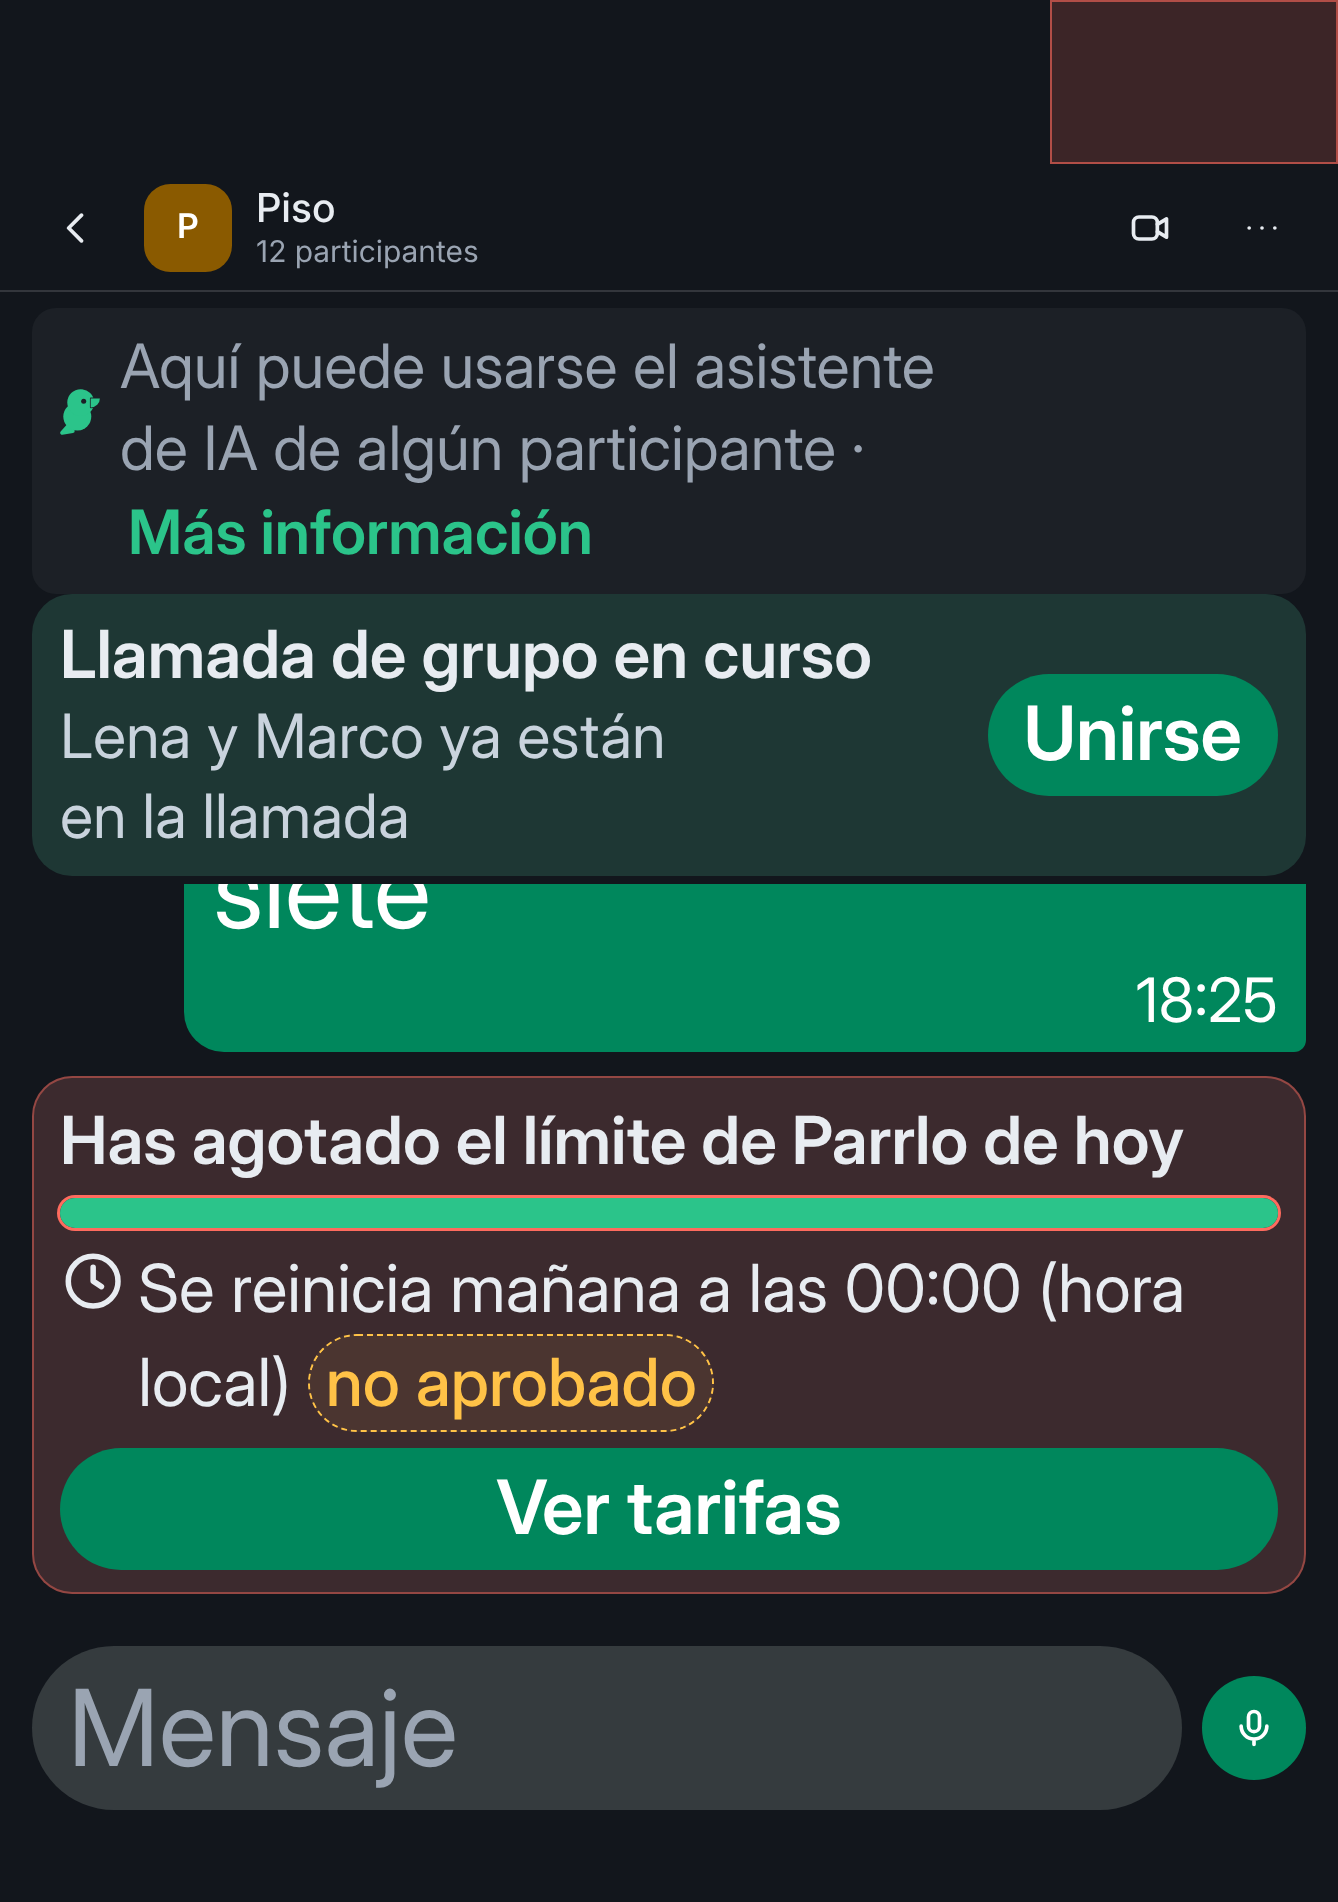 P
Piso
12 participantes
Aquí puede usarse el asistente
de IA de algún participante ·
Más información
Llamada de grupo en curso
Lena y Marco ya están
en la llamada
Unirse
siete
18:25
Has agotado el límite de Parrlo de hoy
Se reinicia mañana a las 00:00 (hora
local) no aprobado
Ver tarifas
Mensaje